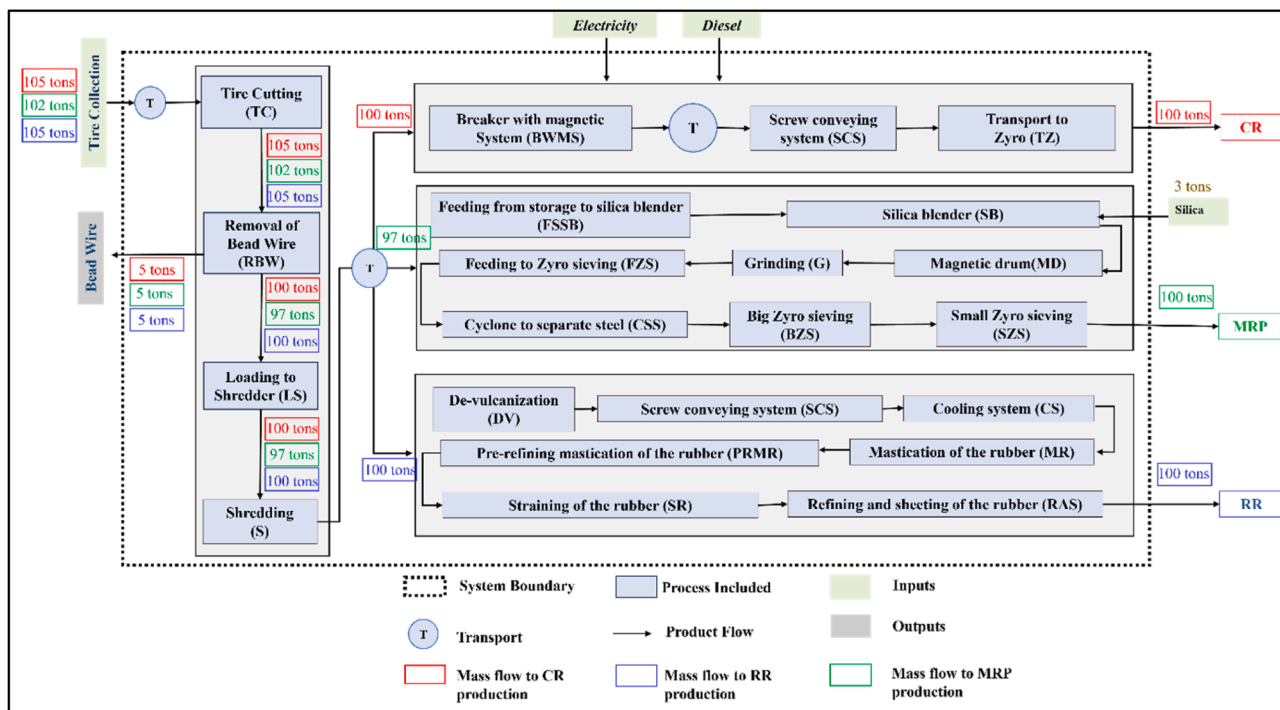 Electricity
Diesel
105 tons
102 tons
105 tons
Tire Collection
T
Tire Cutting
(TC)
105 tons
102 tons
105 tons
Removal of
Bead Wire
(RBW)
Bead Wire
5 tons
5 tons
5 tons
100 tons
97 tons
100 tons
Loading to
Shredder (LS)
100 tons
97 tons
100 tons
Shredding
(S)
T
100 tons
Breaker with magnetic
System (BWMS)
T
Screw conveying
system (SCS)
Transport to
Zyro (TZ)
100 tons
CR
97 tons
Feeding from storage to silica blender
(FSSB)
Silica blender (SB)
3 tons
Silica
Feeding to Zyro sieving (FZS)
Grinding (G)
Magnetic drum(MD)
Cyclone to separate steel (CSS)
Big Zyro sieving
(BZS)
Small Zyro sieving
(SZS)
100 tons
MRP
100 tons
De-vulcanization
(DV)
Screw conveying system (SCS)
Cooling system (CS)
Pre-refining mastication of the rubber (PRMR)
Mastication of the rubber (MR)
Straining of the rubber (SR)
Refining and sheeting of the rubber (RAS)
100 tons
RR
System Boundary
Process Included
Inputs
T
Transport
Product Flow
Outputs
Mass flow to CR
production
Mass flow to RR
production
Mass flow to MRP
production